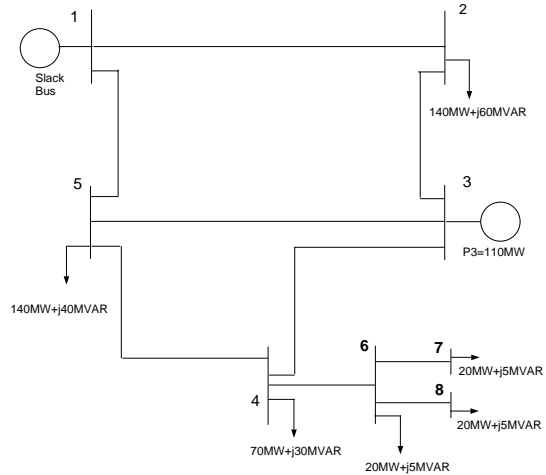 1
2
Slack
Bus
140MW+j60MVAR
5
3
P3=110MW
140MW+j40MVAR
6
7
20MW+j5MVAR
8
4
20MW+j5MVAR
70MW+j30MVAR
20MW+j5MVAR